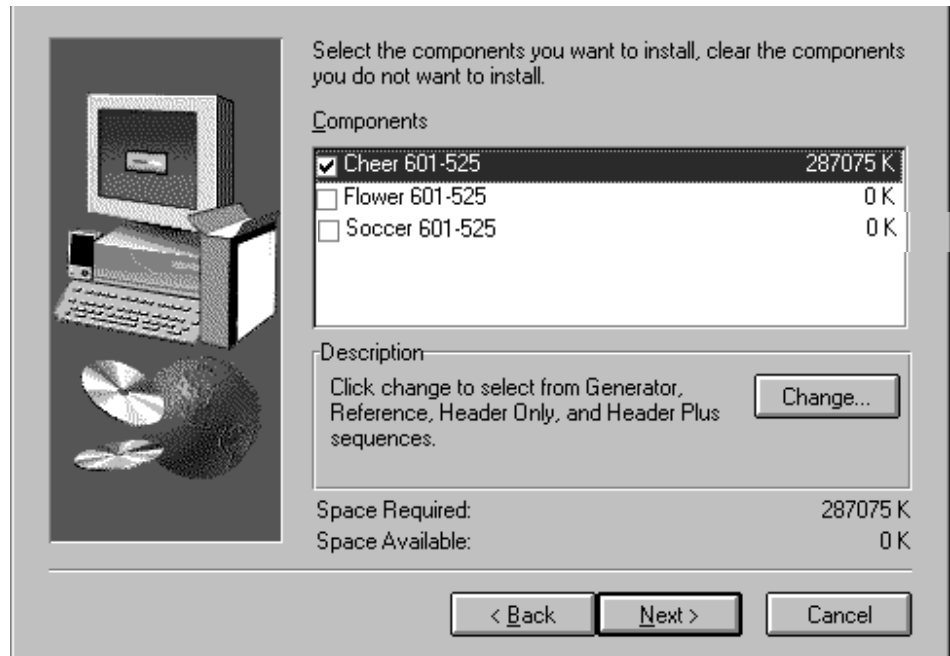 Select the components you want to install, clear the components
you do not want to install.
Components
Cheer 601-525 287075 K
Flower 601-525 0 K
Soccer 601-525 0 K
Description
Click change to select from Generator,
Reference, Header Only, and Header Plus
sequences.
Change...
Space Required: 287075 K
Space Available: 0 K
< Back Next > Cancel